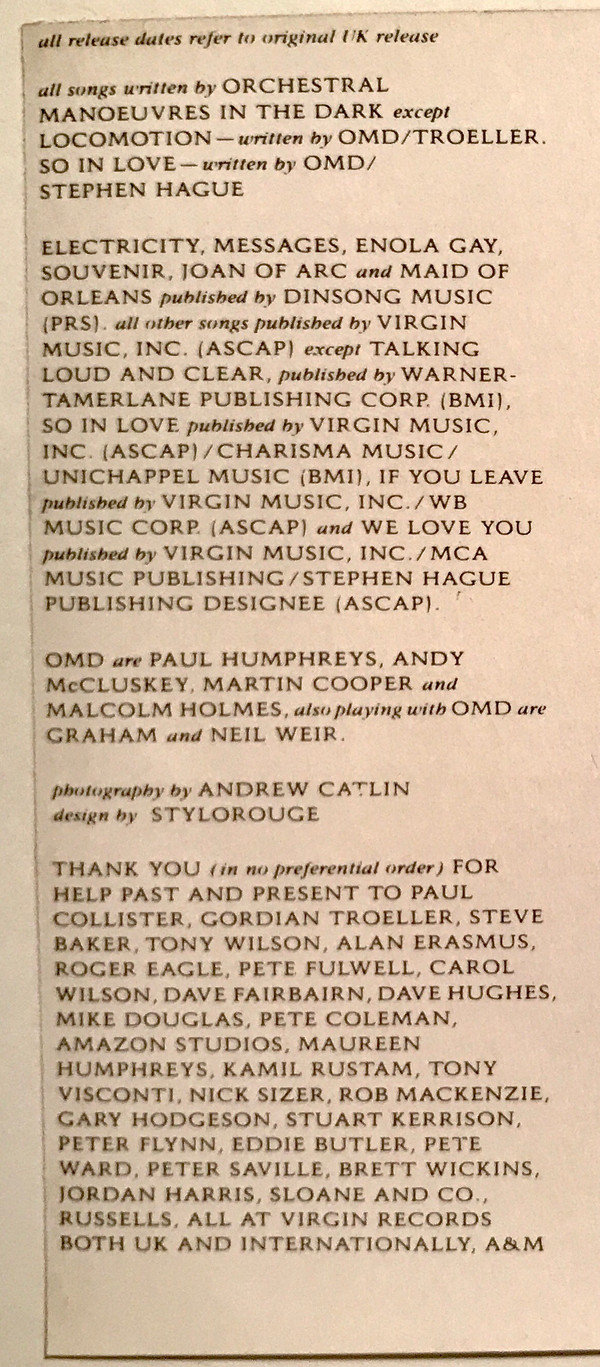 all release dates refer to original UK release
all songs written by ORCHESTRAL
MANOEUVRES IN THE DARK except
LOCOMOTION — written by OMD/TROELLER.
SO IN LOVE — written by OMD/
STEPHEN HAGUE
ELECTRICITY, MESSAGES, ENOLA GAY,
SOUVENIR, JOAN OF ARC and MAID OF
ORLEANS published by DINSONG MUSIC
(PRS). all other songs published by VIRGIN
MUSIC, INC. (ASCAP) except TALKING
LOUD AND CLEAR, published by WARNER-
TAMERLANE PUBLISHING CORP. (BMI),
SO IN LOVE published by VIRGIN MUSIC,
INC. (ASCAP)/CHARISMA MUSIC/
UNICHAPPEL MUSIC (BMI), IF YOU LEAVE
published by VIRGIN MUSIC, INC./WB
MUSIC CORP. (ASCAP) and WE LOVE YOU
published by VIRGIN MUSIC, INC./MCA
MUSIC PUBLISHING/STEPHEN HAGUE
PUBLISHING DESIGNEE (ASCAP).
OMD are PAUL HUMPHREYS, ANDY
McCLUSKEY, MARTIN COOPER and
MALCOLM HOLMES, also playing with OMD are
GRAHAM and NEIL WEIR.
photography by ANDREW CATLIN
design by STYLOROUGE
THANK YOU (in no preferential order) FOR
HELP PAST AND PRESENT TO PAUL
COLLISTER, GORDIAN TROELLER, STEVE
BAKER, TONY WILSON, ALAN ERASMUS,
ROGER EAGLE, PETE FULWELL, CAROL
WILSON, DAVE FAIRBAIRN, DAVE HUGHES,
MIKE DOUGLAS, PETE COLEMAN,
AMAZON STUDIOS, MAUREEN
HUMPHREYS, KAMIL RUSTAM, TONY
VISCONTI, NICK SIZER, ROB MACKENZIE,
GARY HODGESON, STUART KERRISON,
PETER FLYNN, EDDIE BUTLER, PETE
WARD, PETER SAVILLE, BRETT WICKINS,
JORDAN HARRIS, SLOANE AND CO.,
RUSSELLS, ALL AT VIRGIN RECORDS
BOTH UK AND INTERNATIONALLY, A&M